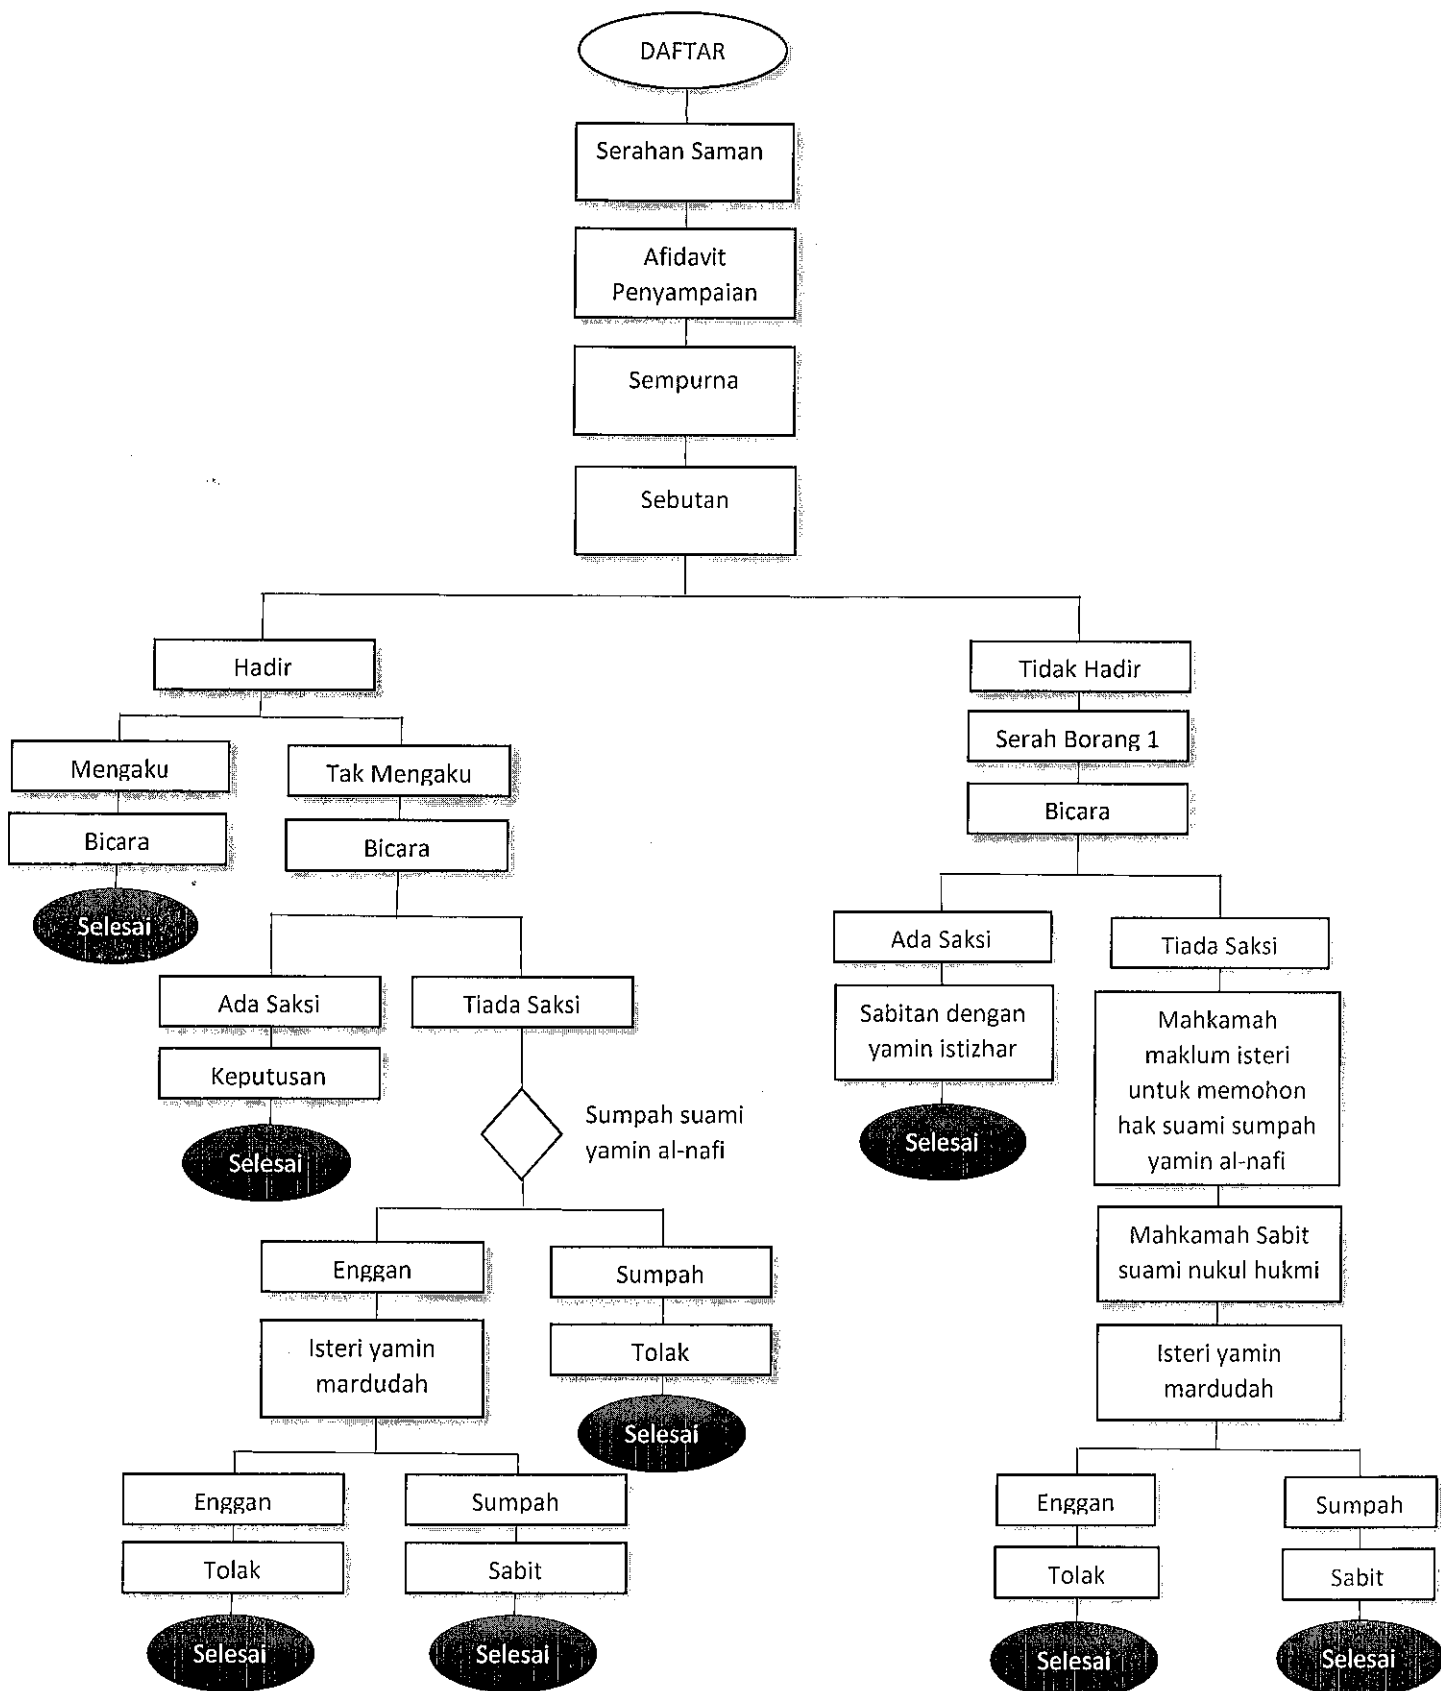 DAFTAR
Serahan Saman
Afidavit
Penyampaian
Sempurna
Sebutan
Hadir
Tidak Hadir
Mengaku
Tak Mengaku
Serah Borang 1
Bicara
Bicara
Bicara
Selesai
Ada Saksi
Tiada Saksi
Ada Saksi
Tiada Saksi
Keputusan
Selesai
Sumpah suami
yamin al-nafi
Sabitan dengan
yamin istizhar
Selesai
Mahkamah
maklum isteri
untuk memohon
hak suami sumpah
yamin al-nafi
Enggan
Sumpah
Mahkamah Sabit
suami nukul hukmi
Isteri yamin
mardudah
Tolak
Selesai
Isteri yamin
mardudah
Enggan
Sumpah
Enggan
Sumpah
Tolak
Sabit
Tolak
Sabit
Selesai
Selesai
Selesai
Selesai